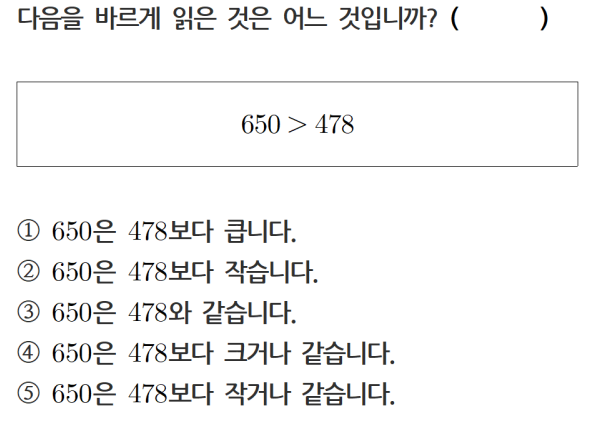 다음을 바르게 읽은 것은 어느 것입니까? (        )
650 > 478
① 650은 478보다 큽니다.
② 650은 478보다 작습니다.
③ 650은 478와 같습니다.
④ 650은 478보다 크거나 같습니다.
⑤ 650은 478보다 작거나 같습니다.